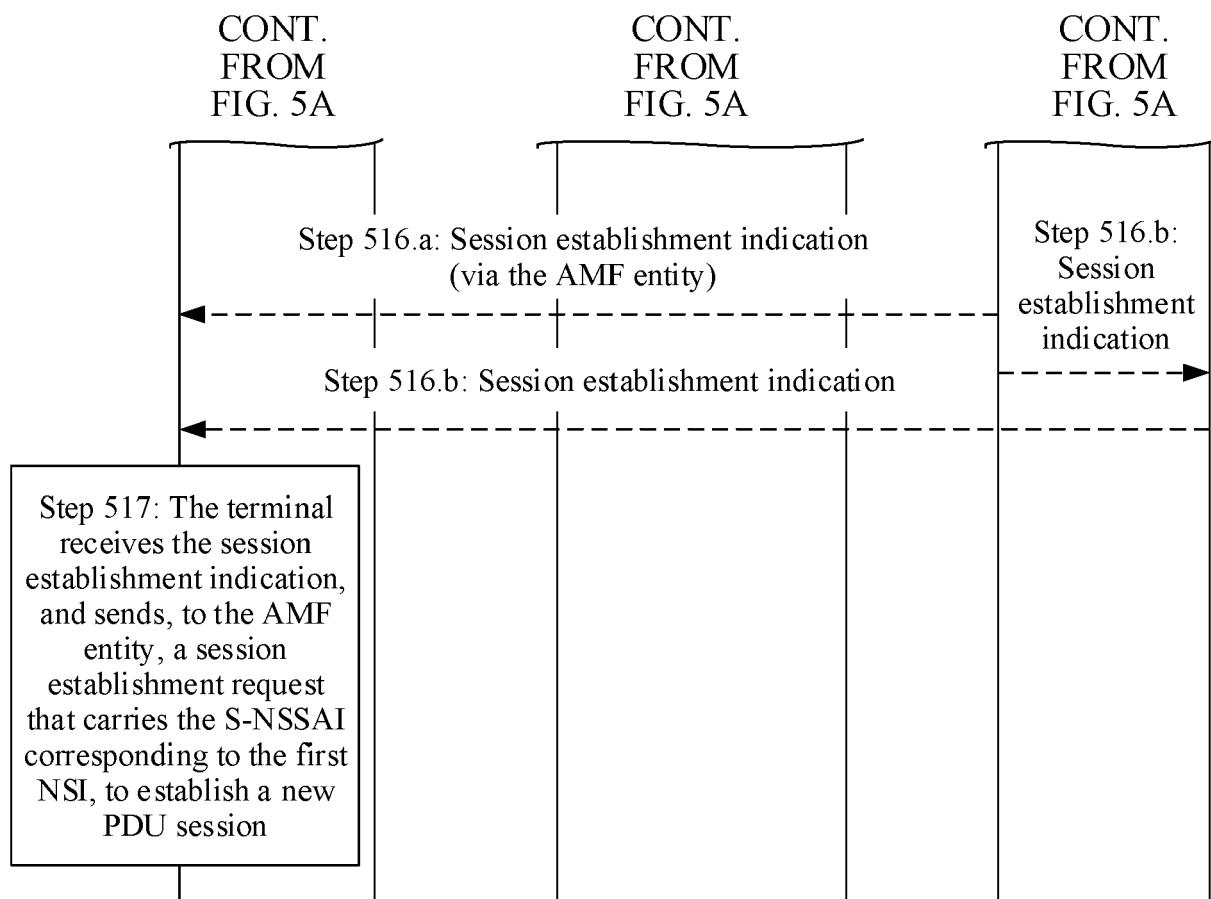 CONT.
FROM
FIG. 5A
CONT.
FROM
FIG. 5A
CONT.
FROM
FIG. 5A
Step 516.a: Session establishment indication
(via the AMF entity)
Step 516.b:
Session
establishment
indication
Step 516.b: Session establishment indication
Step 517: The terminal
receives the session
establishment indication,
and sends, to the AMF
entity, a session
establishment request
that carries the S-NSSAI
corresponding to the first
NSI, to establish a new
PDU session